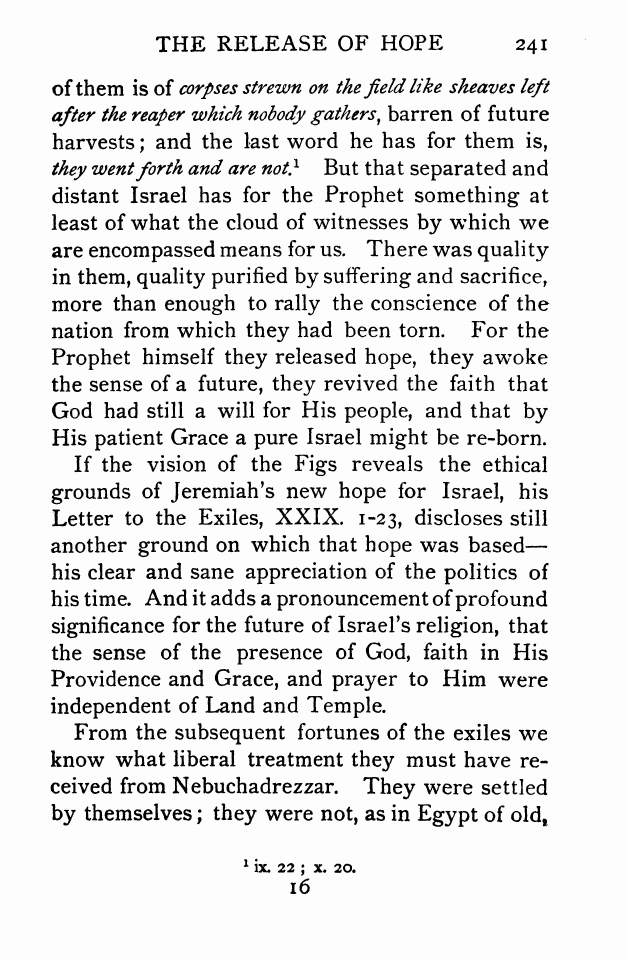 THE RELEASE OF HOPE 241
of them is of corpses strewn on the field like sheaves left
after the reaper which nobody gathers, barren of future
harvests; and the last word he has for them is,
they went forth and are not.¹ But that separated and
distant Israel has for the Prophet something at
least of what the cloud of witnesses by which we
are encompassed means for us. There was quality
in them, quality purified by suffering and sacrifice,
more than enough to rally the conscience of the
nation from which they had been torn. For the
Prophet himself they released hope, they awoke
the sense of a future, they revived the faith that
God had still a will for His people, and that by
His patient Grace a pure Israel might be re-born.
If the vision of the Figs reveals the ethical
grounds of Jeremiah's new hope for Israel, his
Letter to the Exiles, XXIX. 1-23, discloses still
another ground on which that hope was based—
his clear and sane appreciation of the politics of
his time. And it adds a pronouncement of profound
significance for the future of Israel's religion, that
the sense of the presence of God, faith in His
Providence and Grace, and prayer to Him were
independent of Land and Temple.
From the subsequent fortunes of the exiles we
know what liberal treatment they must have re-
ceived from Nebuchadrezzar. They were settled
by themselves; they were not, as in Egypt of old,
¹ ix. 22; x. 20.
16